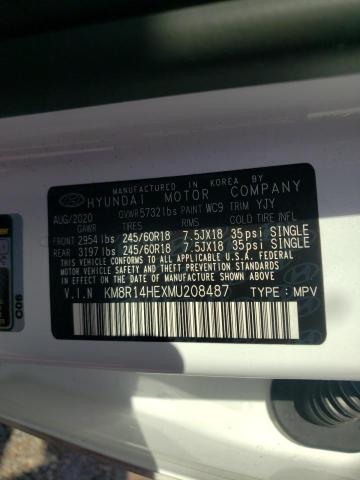 MANUFACTURED IN KOREA BY
HYUNDAI MOTOR COMPANY
AUG/2020 GVWR 5732 lbs PAINT WC9 TRIM YJY
GAWR TIRES RIMS COLD TIRE INFL
FRONT 2954 lbs 245/60R18 7.5JX18 35psi SINGLE
REAR 3197 lbs 245/60R18 7.5JX18 35psi SINGLE
THIS VEHICLE CONFORMS TO ALL APPLICABLE U.S.A. FEDERAL
MOTOR VEHICLE SAFETY STANDARDS IN EFFECT ON THE
DATE OF MANUFACTURE SHOWN ABOVE.
V.I.N KM8R14HEXMU208487 TYPE : MPV
C06